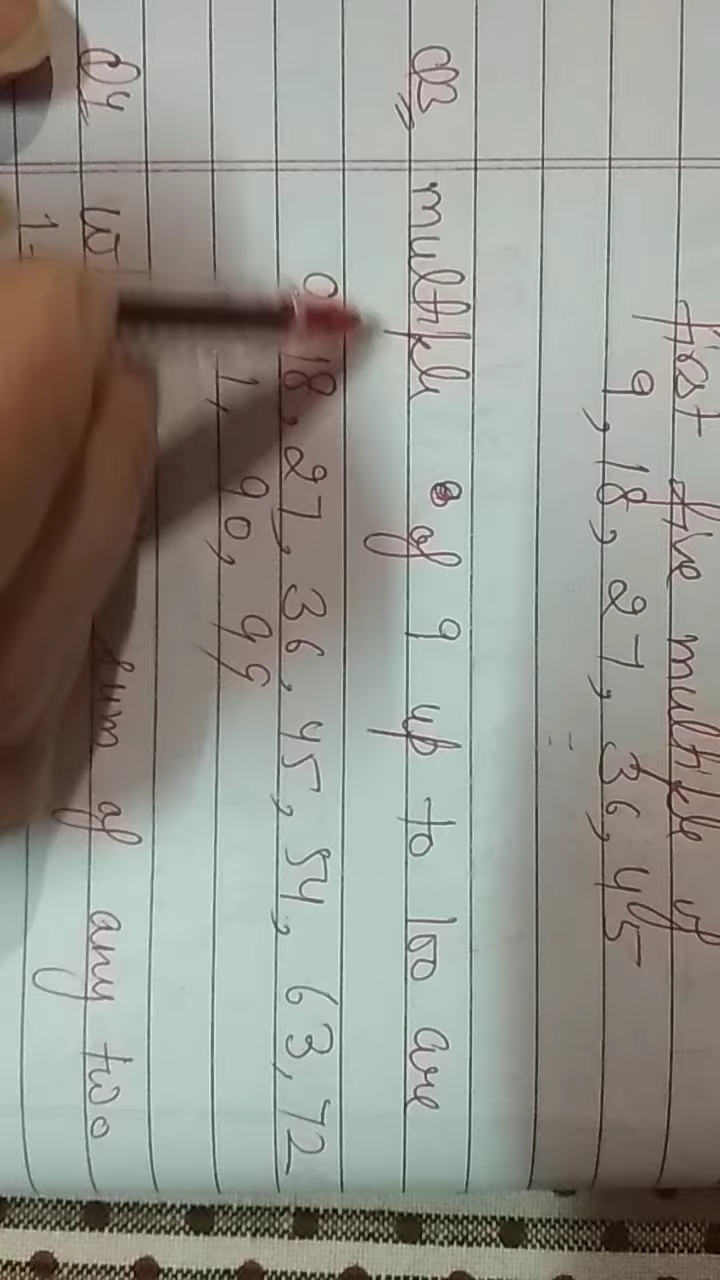 first five multiple of
9, 18, 27, 36, 45
Q3 multiple of 9 up to 100 are
18, 27, 36, 45, 54, 63, 72
90, 99
Q4 sum of any two
1-